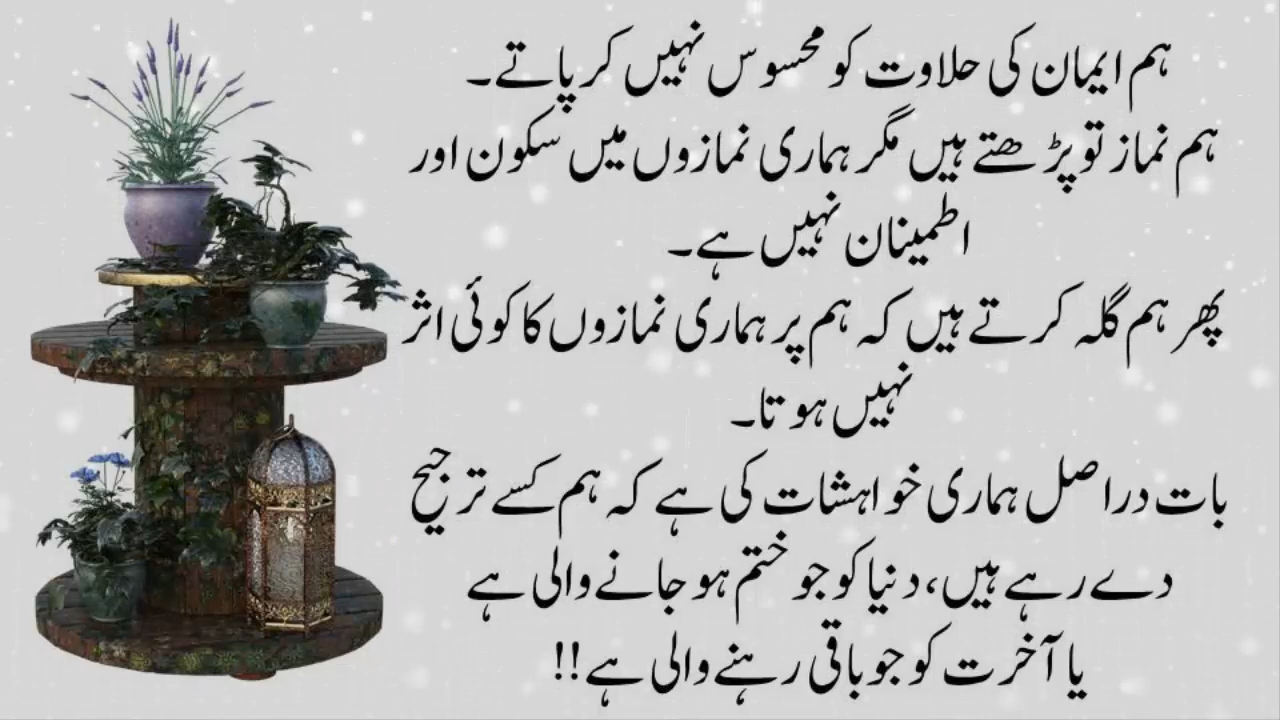 ہم ایمان کی حلاوت کو محسوس نہیں کر پاتے۔
ہم نماز تو پڑھتے ہیں مگر ہماری نمازوں میں سکون اور
اطمینان نہیں ہے۔
پھر ہم گلہ کرتے ہیں کہ ہم پر ہماری نمازوں کا کوئی اثر
نہیں ہوتا۔
بات دراصل ہماری خواہشات کی ہے کہ ہم کسے ترجیح
دے رہے ہیں، دنیا کو جو ختم ہو جانے والی ہے
یا آخرت کو جو باقی رہنے والی ہے!!